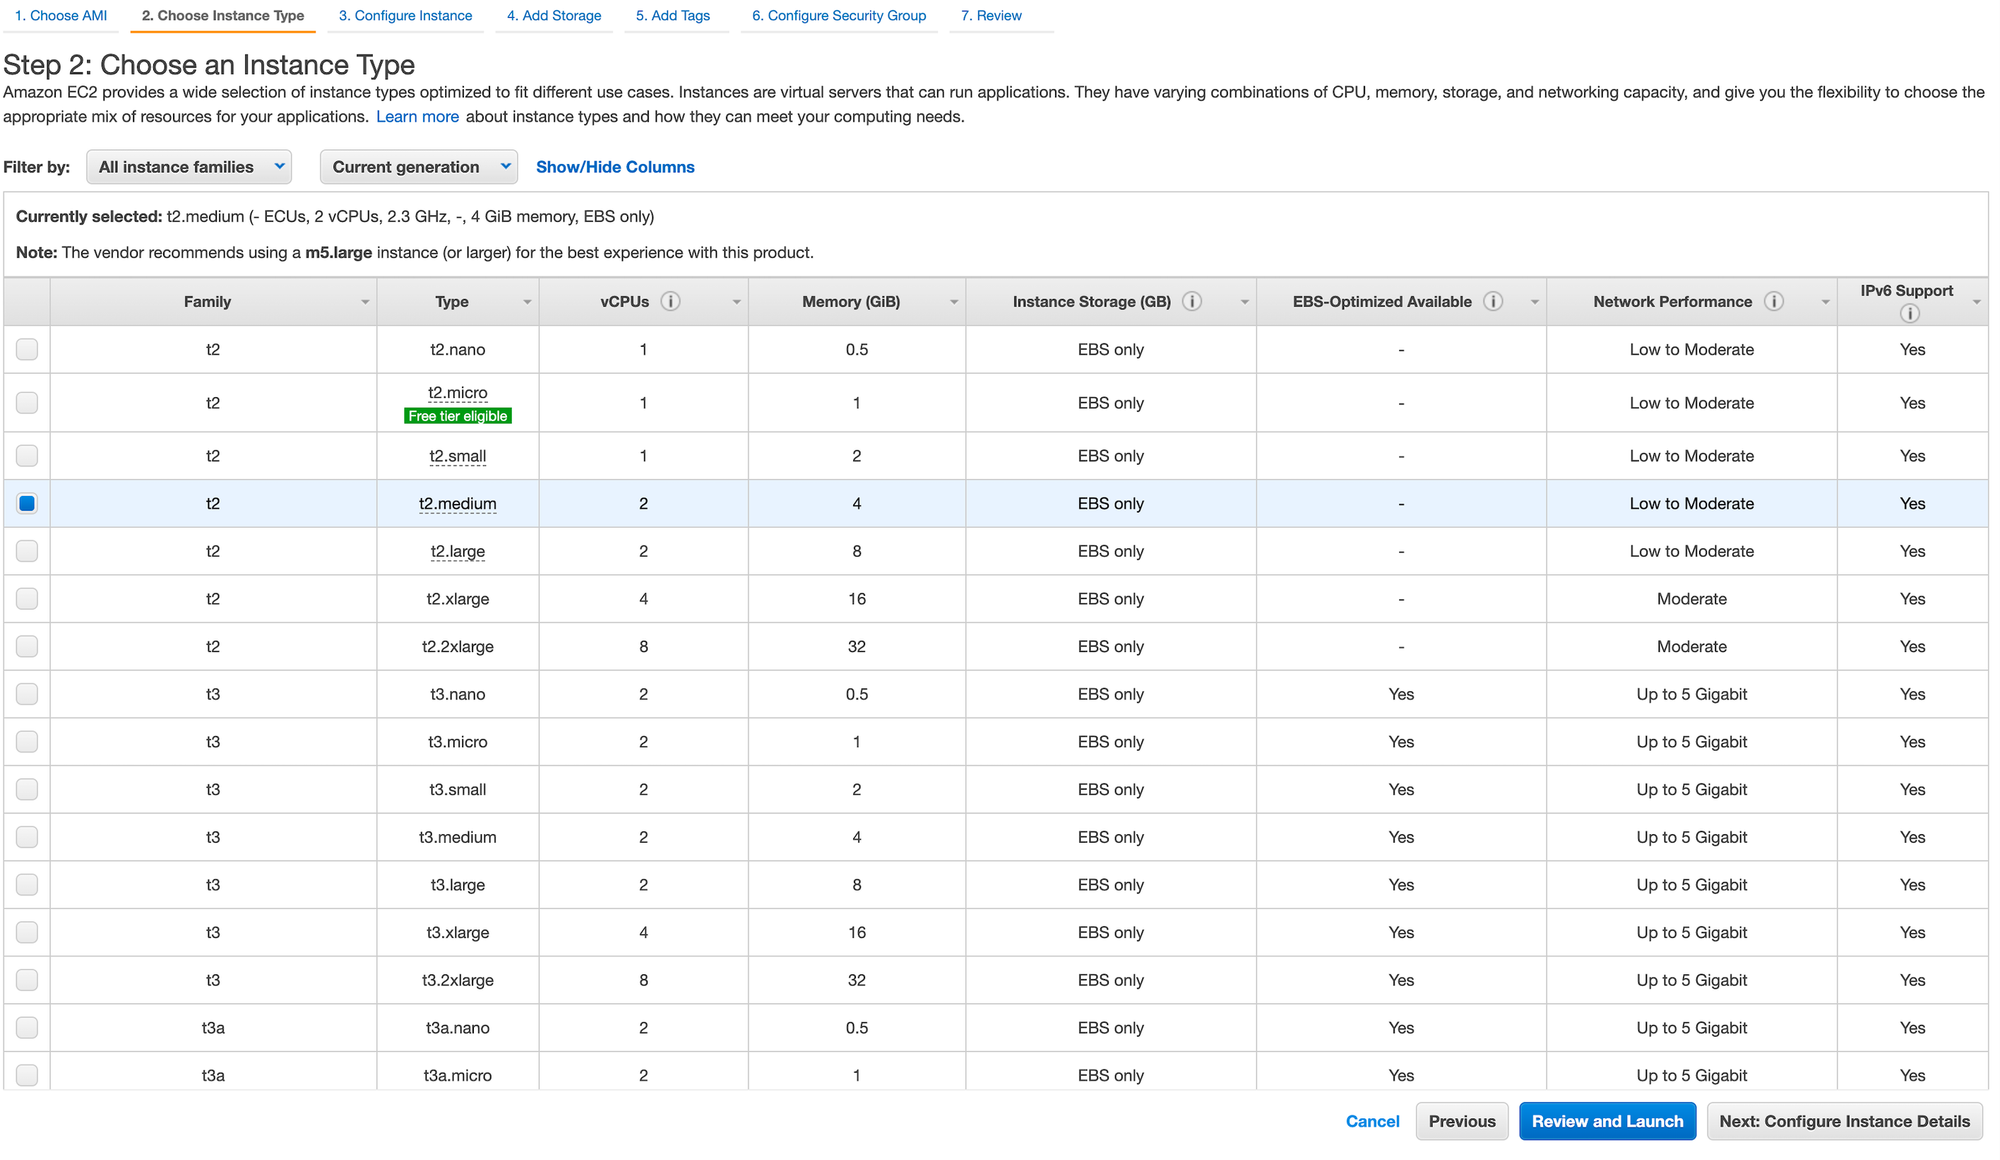 1. Choose AMI 2. Choose Instance Type 3. Configure Instance 4. Add Storage 5. Add Tags 6. Configure Security Group 7. Review
Step 2: Choose an Instance Type
Amazon EC2 provides a wide selection of instance types optimized to fit different use cases. Instances are virtual servers that can run applications. They have varying combinations of CPU, memory, storage, and networking capacity, and give you the flexibility to choose the
appropriate mix of resources for your applications. Learn more about instance types and how they can meet your computing needs.
Filter by: All instance families Current generation Show/Hide Columns
Currently selected: t2.medium (- ECUs, 2 vCPUs, 2.3 GHz, -, 4 GiB memory, EBS only)
Note: The vendor recommends using a m5.large instance (or larger) for the best experience with this product.
Family Type vCPUs Memory (GiB) Instance Storage (GB) EBS-Optimized Available Network Performance IPv6 Support
t2 t2.nano 1 0.5 EBS only - Low to Moderate Yes
t2 t2.micro 1 1 EBS only - Low to Moderate Yes
Free tier eligible
t2 t2.small 1 2 EBS only - Low to Moderate Yes
t2 t2.medium 2 4 EBS only - Low to Moderate Yes
t2 t2.large 2 8 EBS only - Low to Moderate Yes
t2 t2.xlarge 4 16 EBS only - Moderate Yes
t2 t2.2xlarge 8 32 EBS only - Moderate Yes
t3 t3.nano 2 0.5 EBS only Yes Up to 5 Gigabit Yes
t3 t3.micro 2 1 EBS only Yes Up to 5 Gigabit Yes
t3 t3.small 2 2 EBS only Yes Up to 5 Gigabit Yes
t3 t3.medium 2 4 EBS only Yes Up to 5 Gigabit Yes
t3 t3.large 2 8 EBS only Yes Up to 5 Gigabit Yes
t3 t3.xlarge 4 16 EBS only Yes Up to 5 Gigabit Yes
t3 t3.2xlarge 8 32 EBS only Yes Up to 5 Gigabit Yes
t3a t3a.nano 2 0.5 EBS only Yes Up to 5 Gigabit Yes
t3a t3a.micro 2 1 EBS only Yes Up to 5 Gigabit Yes
Cancel Previous Review and Launch Next: Configure Instance Details